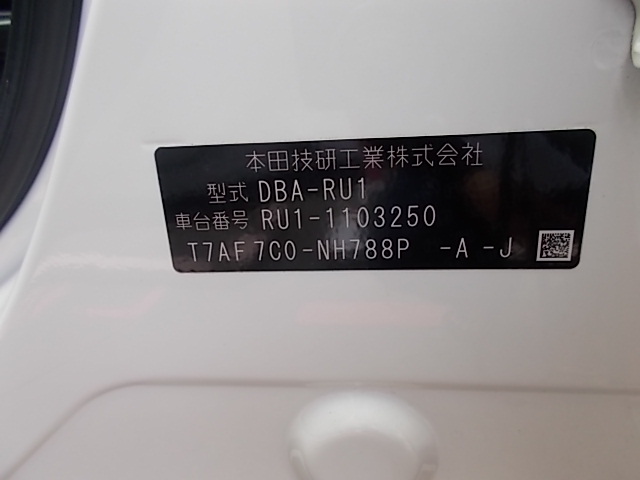 本田技研工業株式会社
型式 DBA-RU1
車台番号 RU1-1103250
T7AF7C0-NH788P -A-J